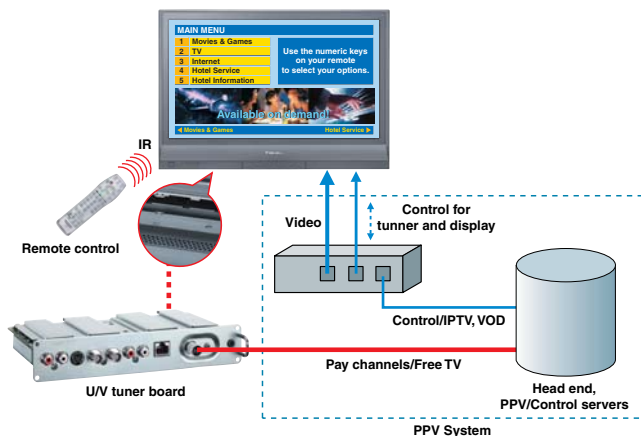 MAIN MENU
1 Movies & Games
2 TV
3 Internet
4 Hotel Service
5 Hotel Information
Use the numeric keys
on your remote
to select your options.
Available on demand!
Movies & Games
Hotel Service
IR
Remote control
Video
Control for
tunner and display
Control/IPTV, VOD
Pay channels/Free TV
U/V tuner board
Head end,
PPV/Control servers
PPV System